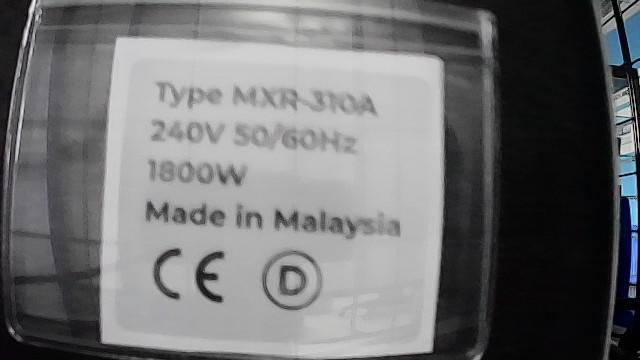 Type MXR-310A
240V 50/60Hz
1800W
Made in Malaysia
CE D